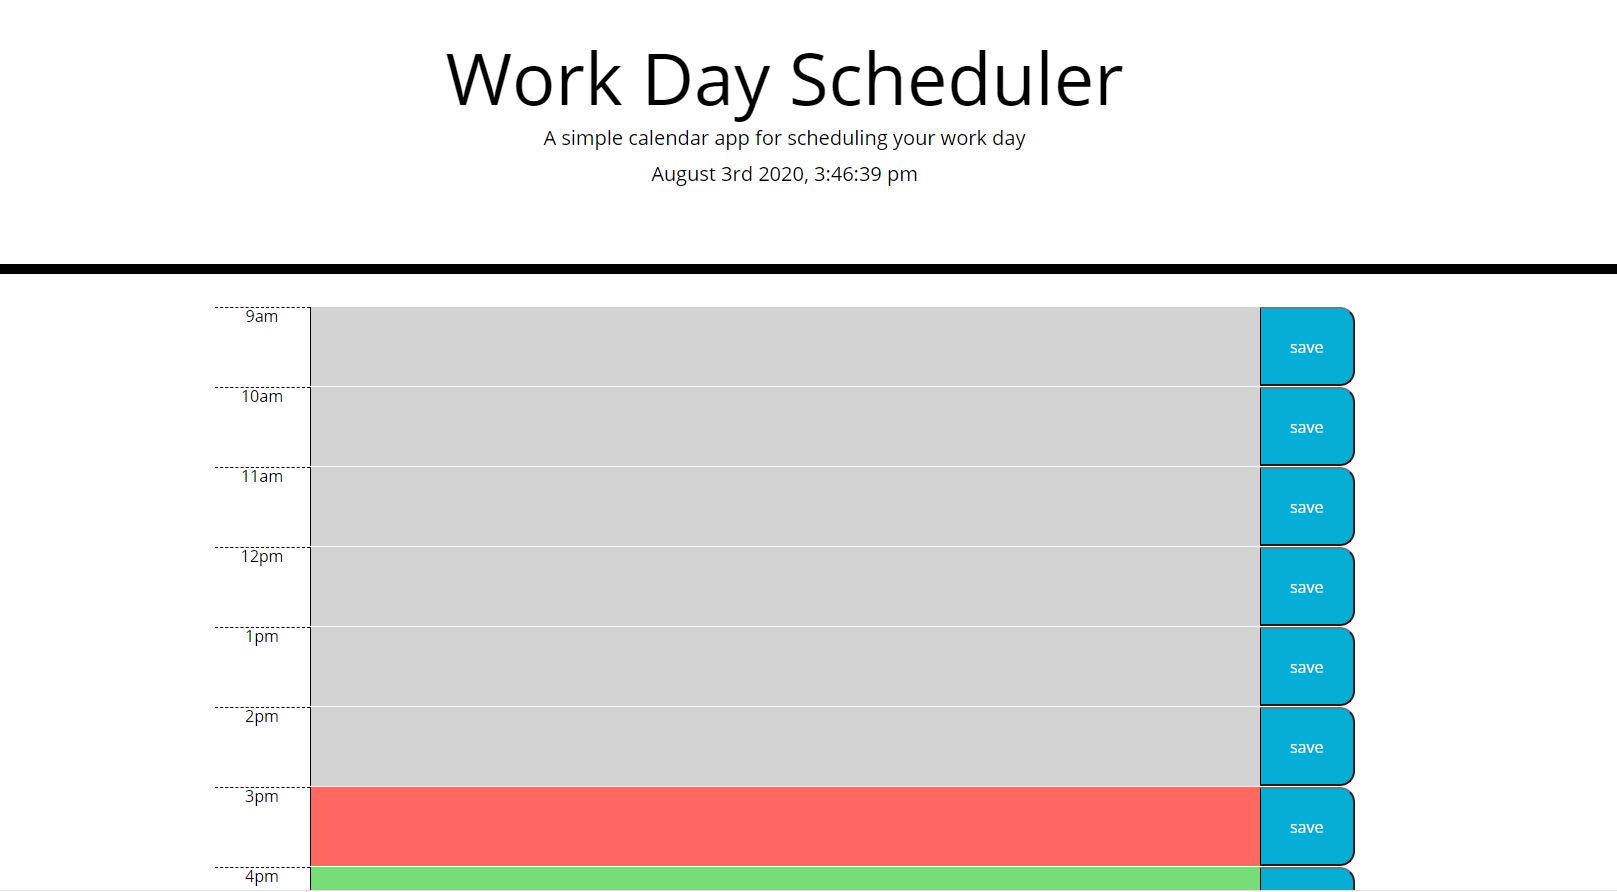 Work Day Scheduler
A simple calendar app for scheduling your work day
August 3rd 2020, 3:46:39 pm
9am
save
10am
save
11am
save
12pm
save
1pm
save
2pm
save
3pm
save
4pm